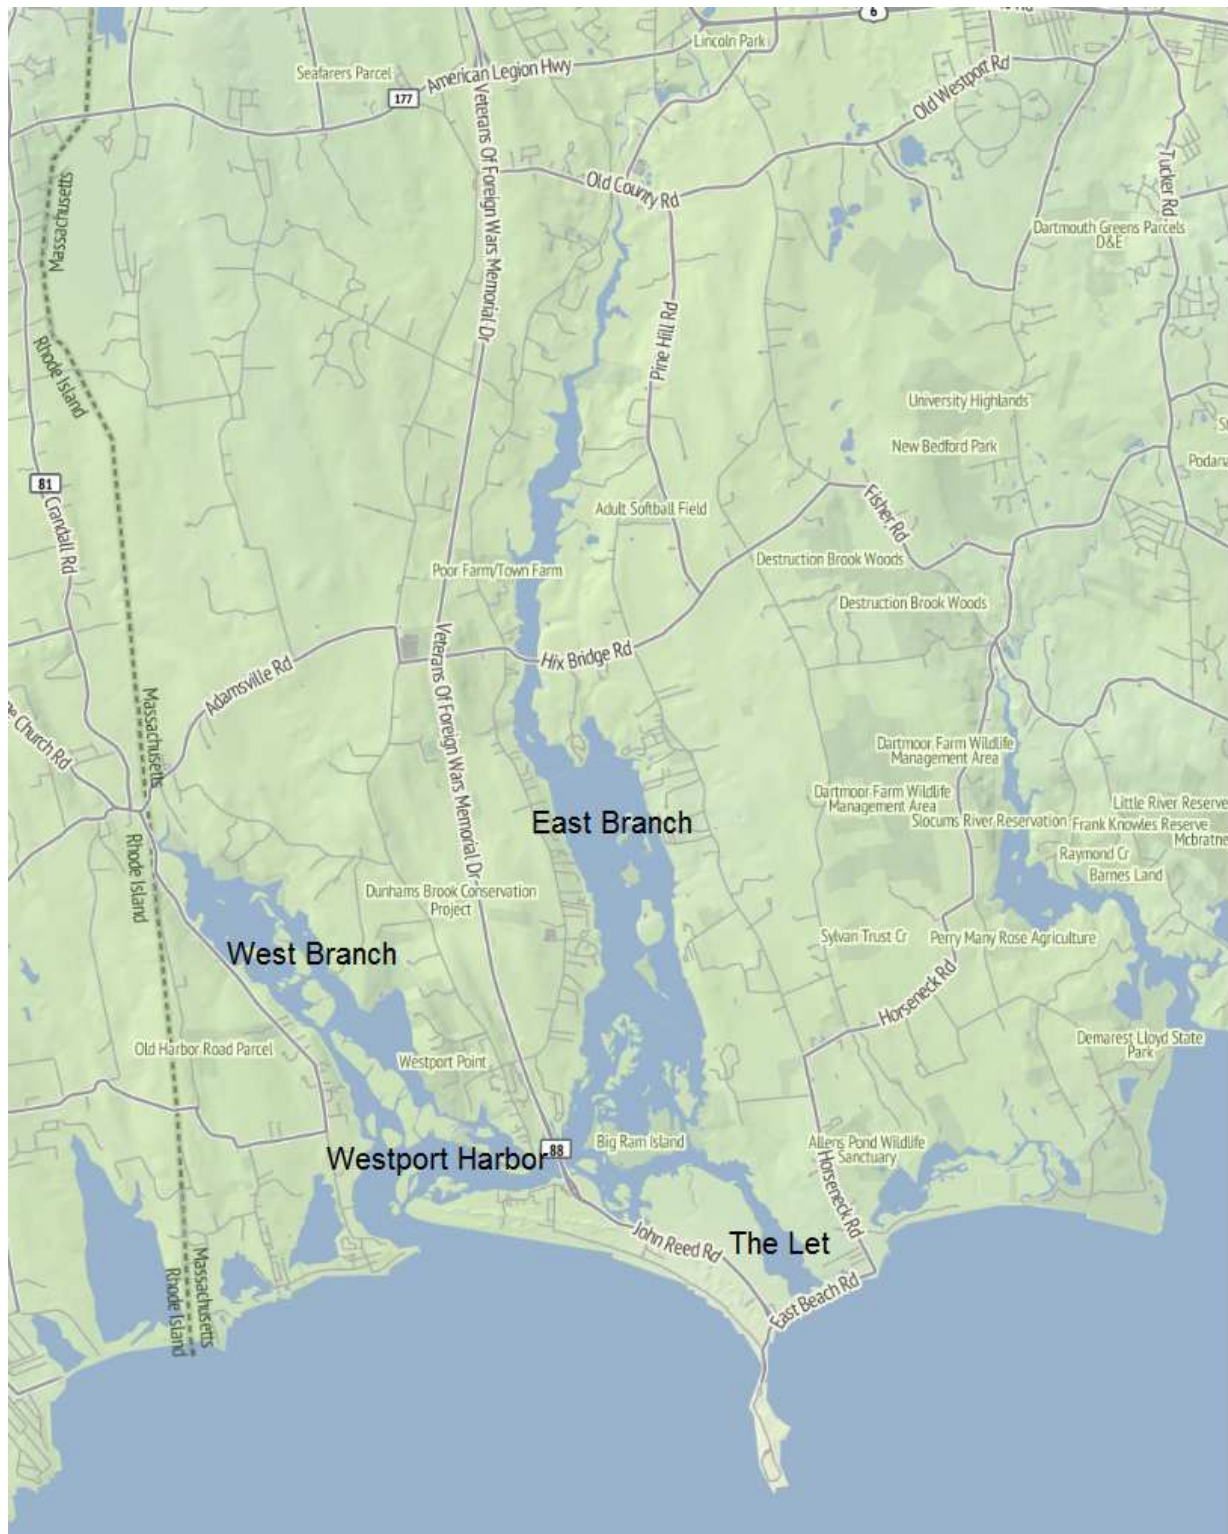 6
Lincoln Park
Seafarers Parcel
American Legion Hwy
177
Old Westport Rd
Veterans Of Foreign Wars Memorial Dr
Tucker Rd
Massachusetts
Old County Rd
Dartmouth Greens Parcels
D&E
Rhode Island
Pine Hill Rd
University Highlands
New Bedford Park
81
Crandall Rd
Adult Softball Field
Fisher Rd
Destruction Brook Woods
Poor Farm/Town Farm
Destruction Brook Woods
Veterans Of Foreign Wars Memorial Dr
Hix Bridge Rd
Adamsville Rd
Massachusetts
Church Rd
Dartmoor Farm Wildlife
Management Area
Dartmoor Farm Wildlife
Management Area
Little River Reserve
Slocums River Reservation
Frank Knowles Reserve
East Branch
Rhode Island
Raymond Cr
Barnes Land
Dunhams Brook Conservation
Project
Sylvan Trust Cr
Perry Many Rose Agriculture
West Branch
Horseneck Rd
Old Harbor Road Parcel
Westport Point
Demarest Lloyd State
Park
Westport Harbor
88
Big Ram Island
Allens Pond Wildlife
Sanctuary
Horseneck Rd
John Reed Rd
The Let
East Beach Rd
Massachusetts
Rhode Island